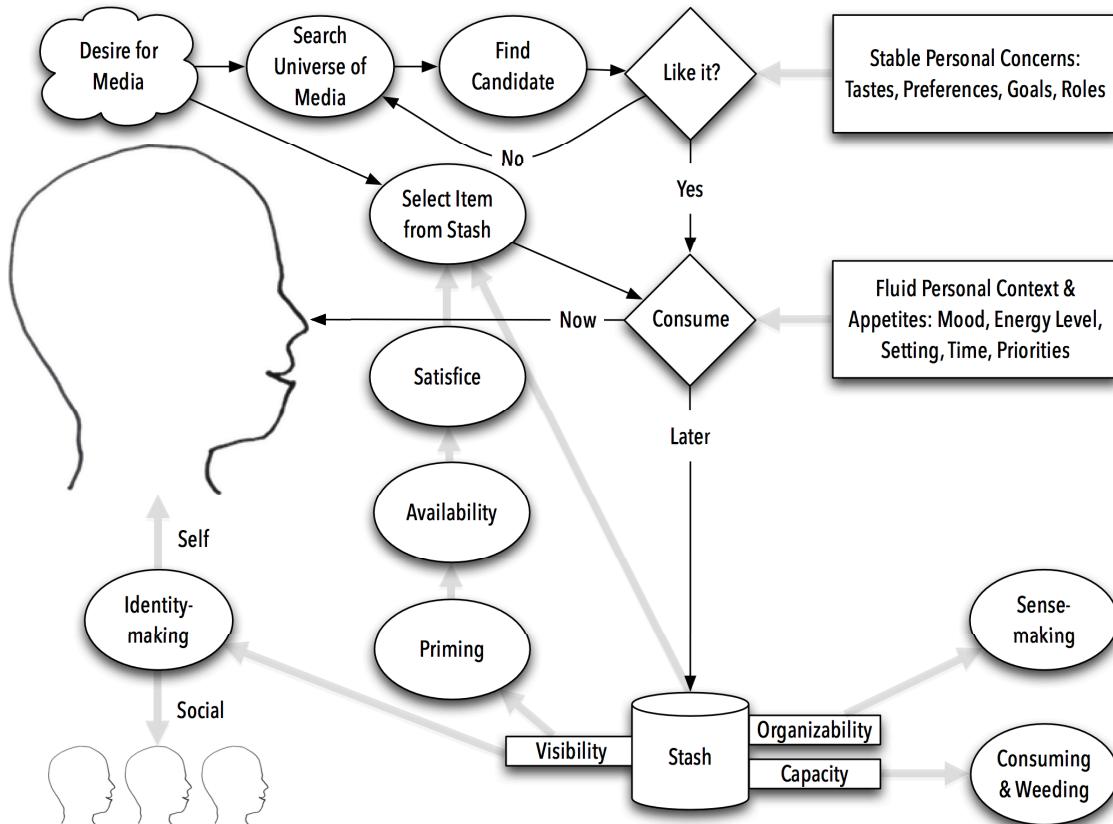 Desire for
Media
Search
Universe of
Media
Find
Candidate
Like it?
Stable Personal Concerns:
Tastes, Preferences, Goals, Roles
No
Yes
Select Item
from Stash
Now
Consume
Fluid Personal Context &
Appetites: Mood, Energy Level,
Setting, Time, Priorities
Satisfice
Later
Availability
Self
Identity-
making
Priming
Sense-
making
Social
Visibility
Stash
Organizability
Capacity
Consuming
& Weeding